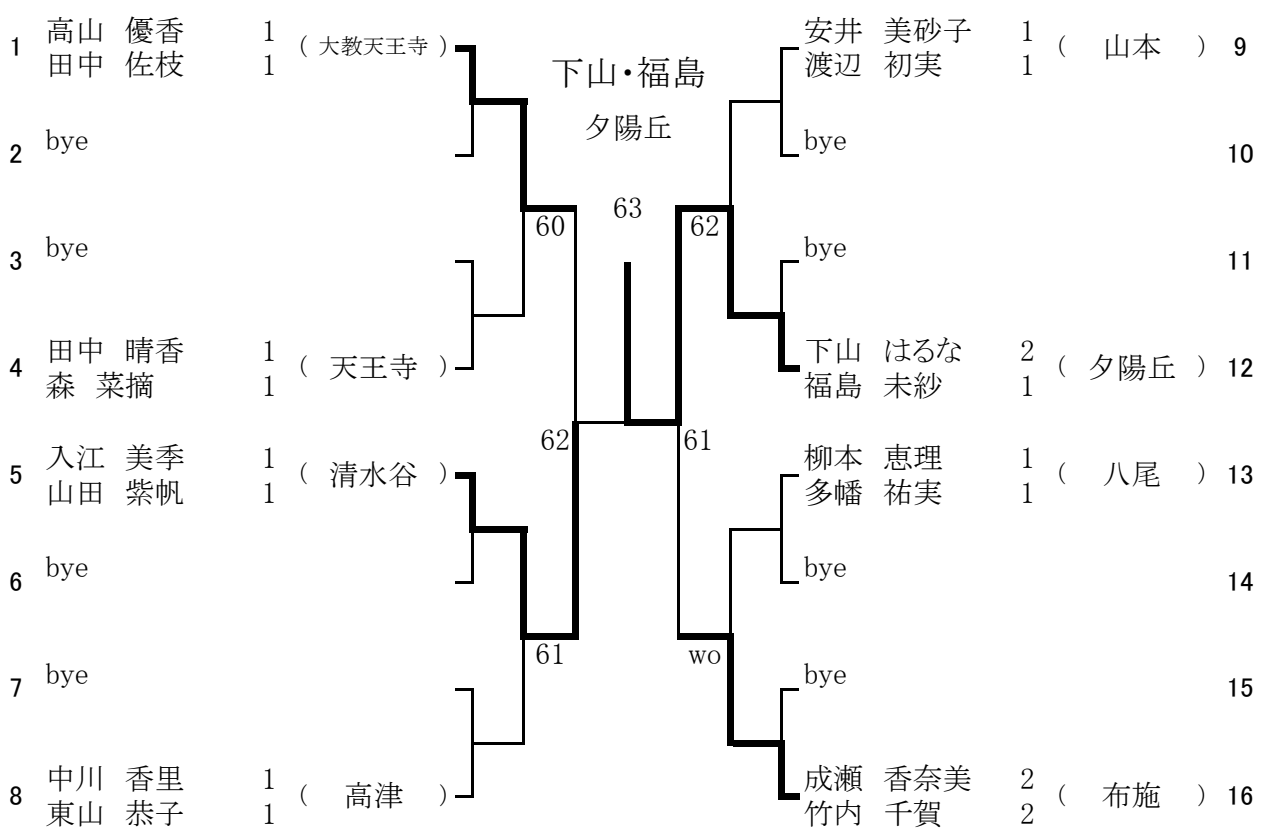 1 高山 優香 1 ( 大教天王寺 )
田中 佐枝 1
2 bye
3 bye
4 田中 晴香 1 ( 天王寺 )
森 菜摘 1
5 入江 美季 1 ( 清水谷 )
山田 紫帆 1
6 bye
7 bye
8 中川 香里 1 ( 高津 )
東山 恭子 1
下山・福島
夕陽丘
63
60
62
62
61
61
wo
安井 美砂子 1 ( 山本 ) 9
渡辺 初実 1
bye 10
bye 11
下山 はるな 2 ( 夕陽丘 ) 12
福島 未紗 1
柳本 恵理 1 ( 八尾 ) 13
多幡 祐実 1
bye 14
bye 15
成瀬 香奈美 2 ( 布施 ) 16
竹内 千賀 2